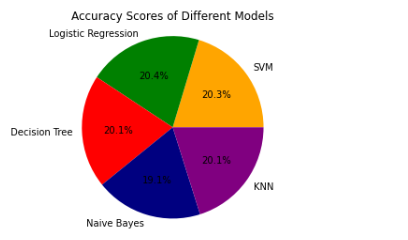 Accuracy Scores of Different Models
Logistic Regression
SVM
20.4%
20.3%
Decision Tree
20.1%
19.1%
20.1%
KNN
Naive Bayes